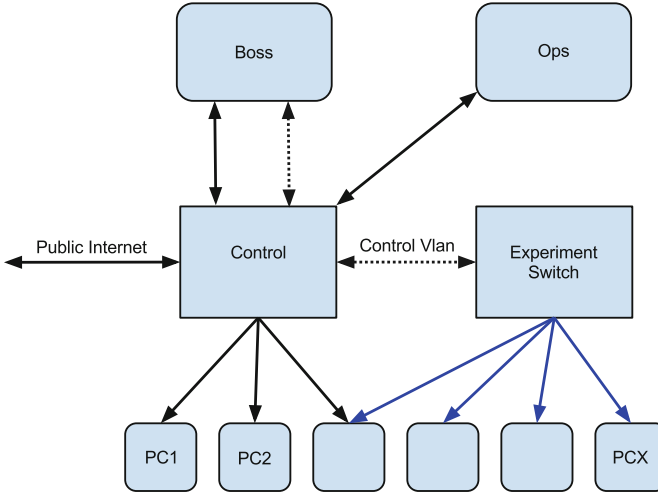 Boss
Ops
Public Internet
Control
Control Vlan
Experiment
Switch
PC1
PC2
PCX